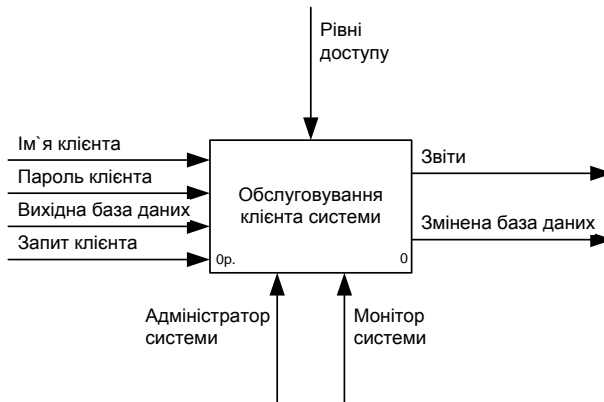 Рівні
доступу
Ім`я клієнта
Пароль клієнта
Вихідна база даних
Запит клієнта
Обслуговування
клієнта системи
0р.
0
Звіти
Змінена база даних
Адміністратор
системи
Монітор
системи